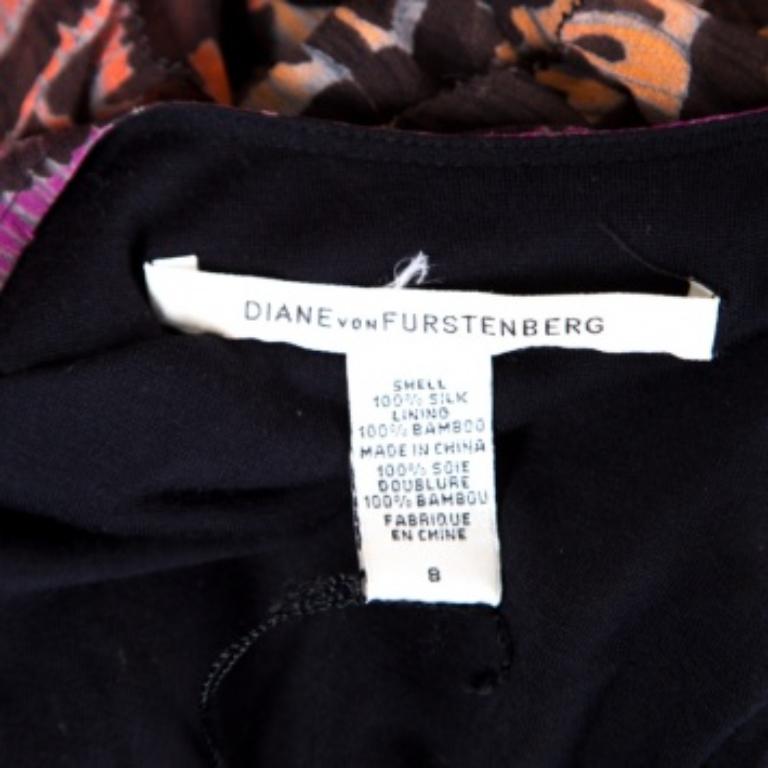 DIANE VON FURSTENBERG
SHELL
100% SILK
LINING
100% BAMBOO
MADE IN CHINA
100% SOIE
DOUBLURE
100% BAMBOU
FABRIQUE
EN CHINE
8